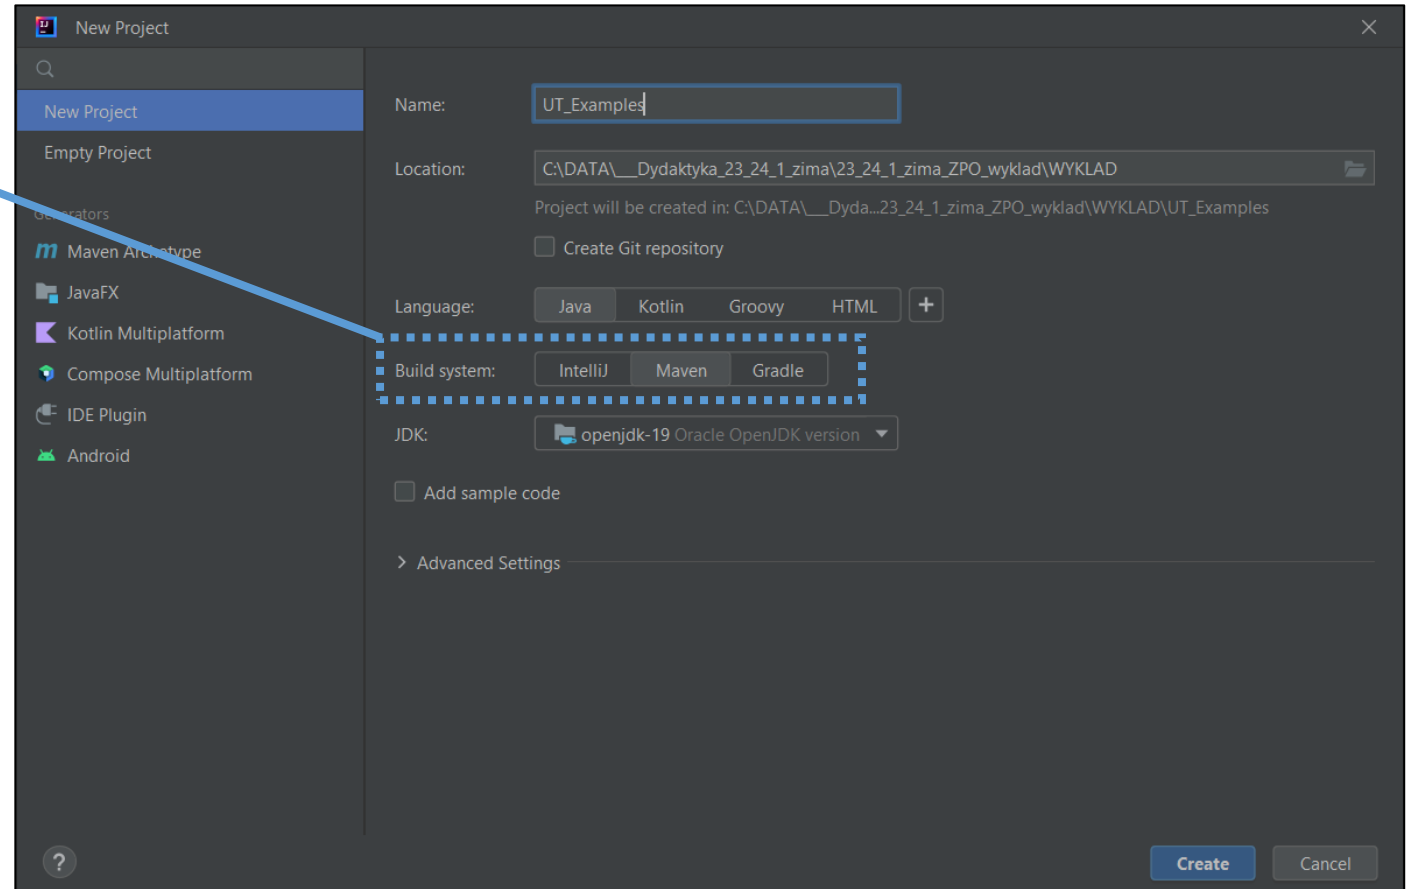 New Project
New Project
Empty Project
Generators
Maven Archetype
JavaFX
Kotlin Multiplatform
Compose Multiplatform
IDE Plugin
Android
Name: UT_Examples
Location: C:\DATA\___Dydaktyka_23_24_1_zima\23_24_1_zima_ZPO_wyklad\WYKLAD
Project will be created in: C:\DATA\___Dyda...23_24_1_zima_ZPO_wyklad\WYKLAD\UT_Examples
Create Git repository
Language: Java Kotlin Groovy HTML +
Build system: IntelliJ Maven Gradle
JDK: openjdk-19 Oracle OpenJDK version
Add sample code
Advanced Settings
? Create Cancel